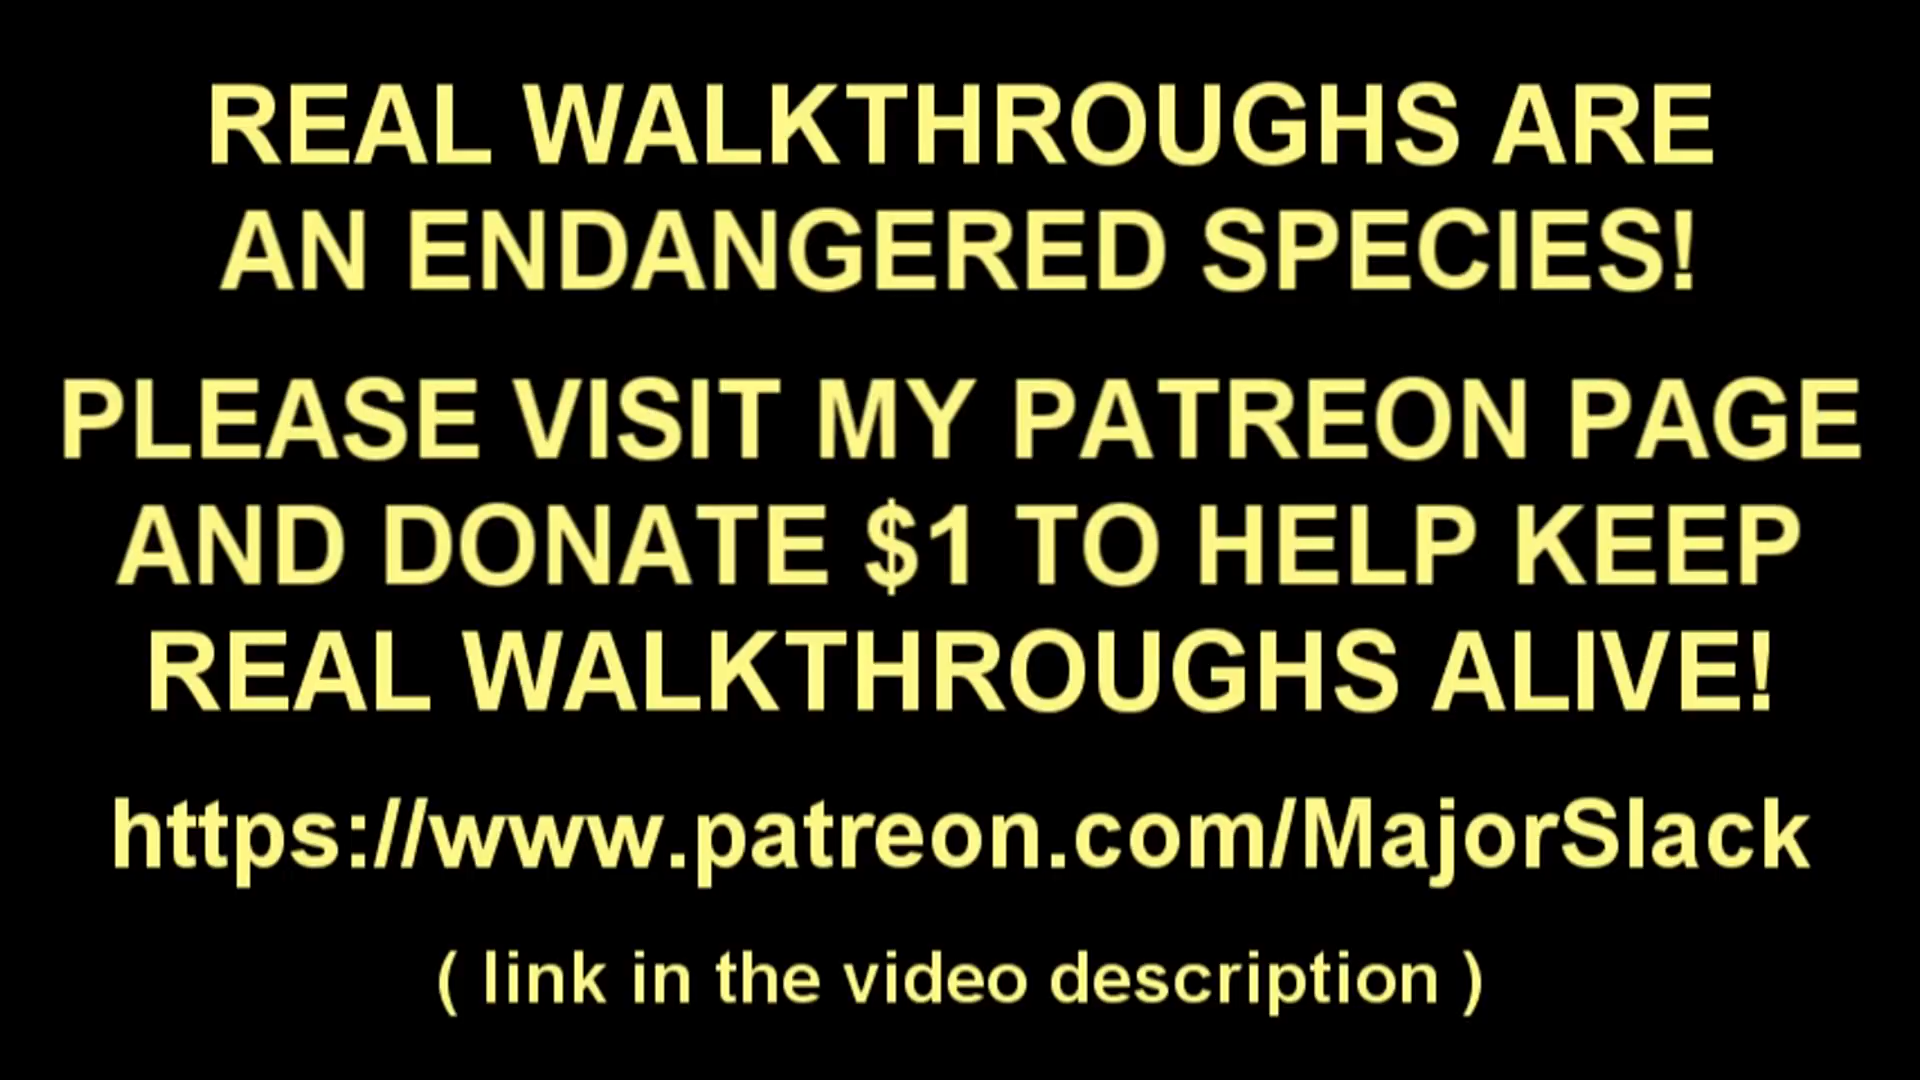 REAL WALKTHROUGHS ARE
AN ENDANGERED SPECIES!
PLEASE VISIT MY PATREON PAGE
AND DONATE $1 TO HELP KEEP
REAL WALKTHROUGHS ALIVE!
https://www.patreon.com/MajorSlack
( link in the video description )